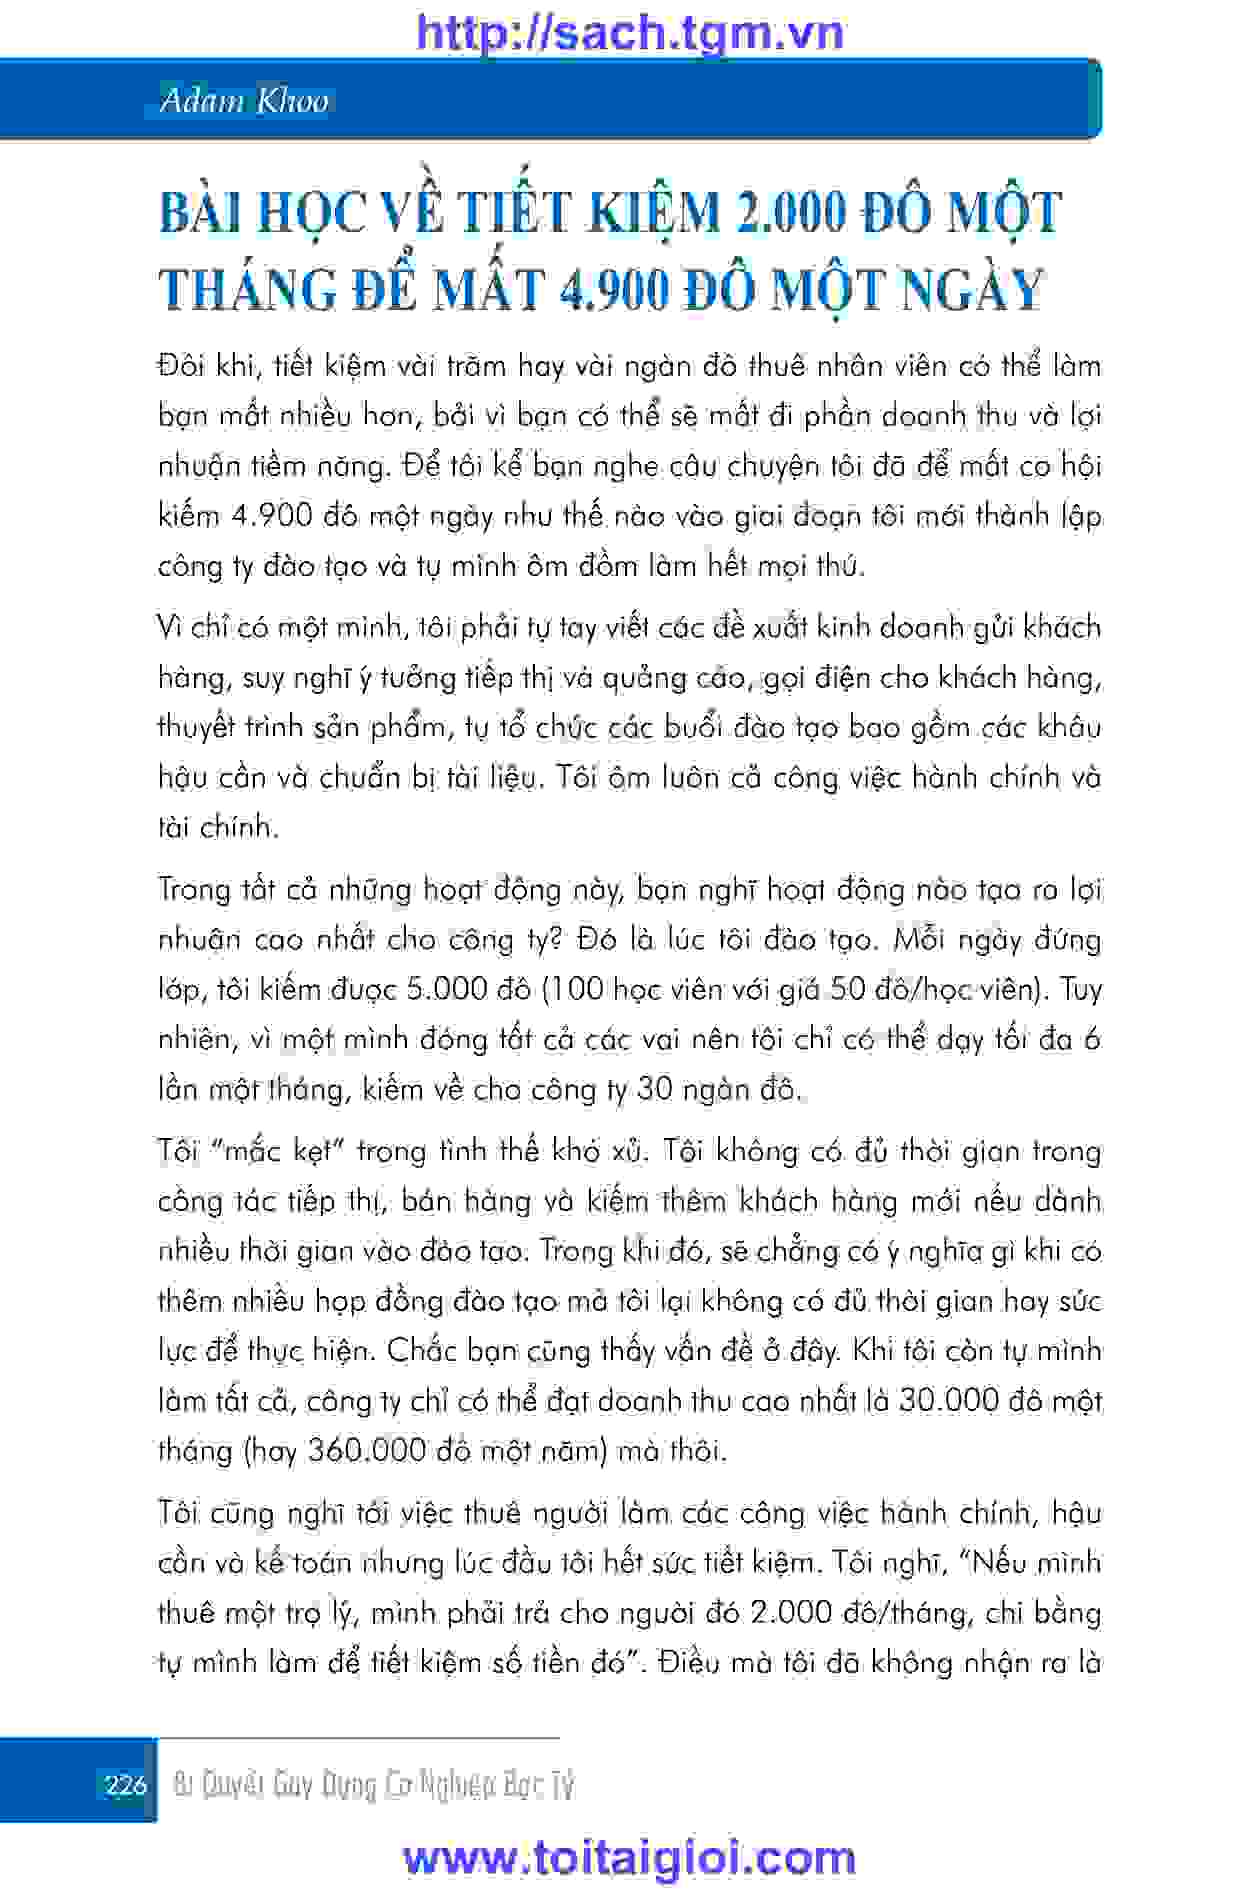 http://sach.tgm.vn
Adam Khoo
BÀI HỌC VỀ TIẾT KIỆM 2.000 ĐÔ MỘT
THÁNG ĐỂ MẤT 4.900 ĐÔ MỘT NGÀY
Đôi khi, tiết kiệm vài trăm hay vài ngàn đô thuê nhân viên có thể làm
bạn mất nhiều hơn, bởi vì bạn có thể sẽ mất đi phần doanh thu và lợi
nhuận tiềm năng. Để tôi kể bạn nghe câu chuyện tôi đã để mất cơ hội
kiếm 4.900 đô một ngày như thế nào vào giai đoạn tôi mới thành lập
công ty đào tạo và tự mình ôm đồm làm hết mọi thứ.
Vì chỉ có một mình, tôi phải tự tay viết các đề xuất kinh doanh gửi khách
hàng, suy nghĩ ý tưởng tiếp thị và quảng cáo, gọi điện cho khách hàng,
thuyết trình sản phẩm, tự tổ chức các buổi đào tạo bao gồm các khâu
hậu cần và chuẩn bị tài liệu. Tôi ôm luôn cả công việc hành chính và
tài chính.
Trong tất cả những hoạt động này, bạn nghĩ hoạt động nào tạo ra lợi
nhuận cao nhất cho công ty? Đó là lúc tôi đào tạo. Mỗi ngày đứng
lớp, tôi kiếm được 5.000 đô (100 học viên với giá 50 đô/học viên). Tuy
nhiên, vì một mình đóng tất cả các vai nên tôi chỉ có thể dạy tối đa 6
lần một tháng, kiếm về cho công ty 30 ngàn đô.
Tôi “mắc kẹt” trong tình thế khó xử. Tôi không có đủ thời gian trong
công tác tiếp thị, bán hàng và kiếm thêm khách hàng mới nếu dành
nhiều thời gian vào đào tạo. Trong khi đó, sẽ chẳng có ý nghĩa gì khi có
thêm nhiều hợp đồng đào tạo mà tôi lại không có đủ thời gian hay sức
lực để thực hiện. Chắc bạn cũng thấy vấn đề ở đây. Khi tôi còn tự mình
làm tất cả, công ty chỉ có thể đạt doanh thu cao nhất là 30.000 đô một
tháng (hay 360.000 đô một năm) mà thôi.
Tôi cũng nghĩ tới việc thuê người làm các công việc hành chính, hậu
cần và kế toán nhưng lúc đầu tôi hết sức tiết kiệm. Tôi nghĩ, “Nếu mình
thuê một trợ lý, mình phải trả cho người đó 2.000 đô/tháng, chi bằng
tự mình làm để tiết kiệm số tiền đó”. Điều mà tôi đã không nhận ra là
226 Bí Quyết Gây Dựng Cơ Nghiệp Bạc Tỷ
www.toitaigioi.com